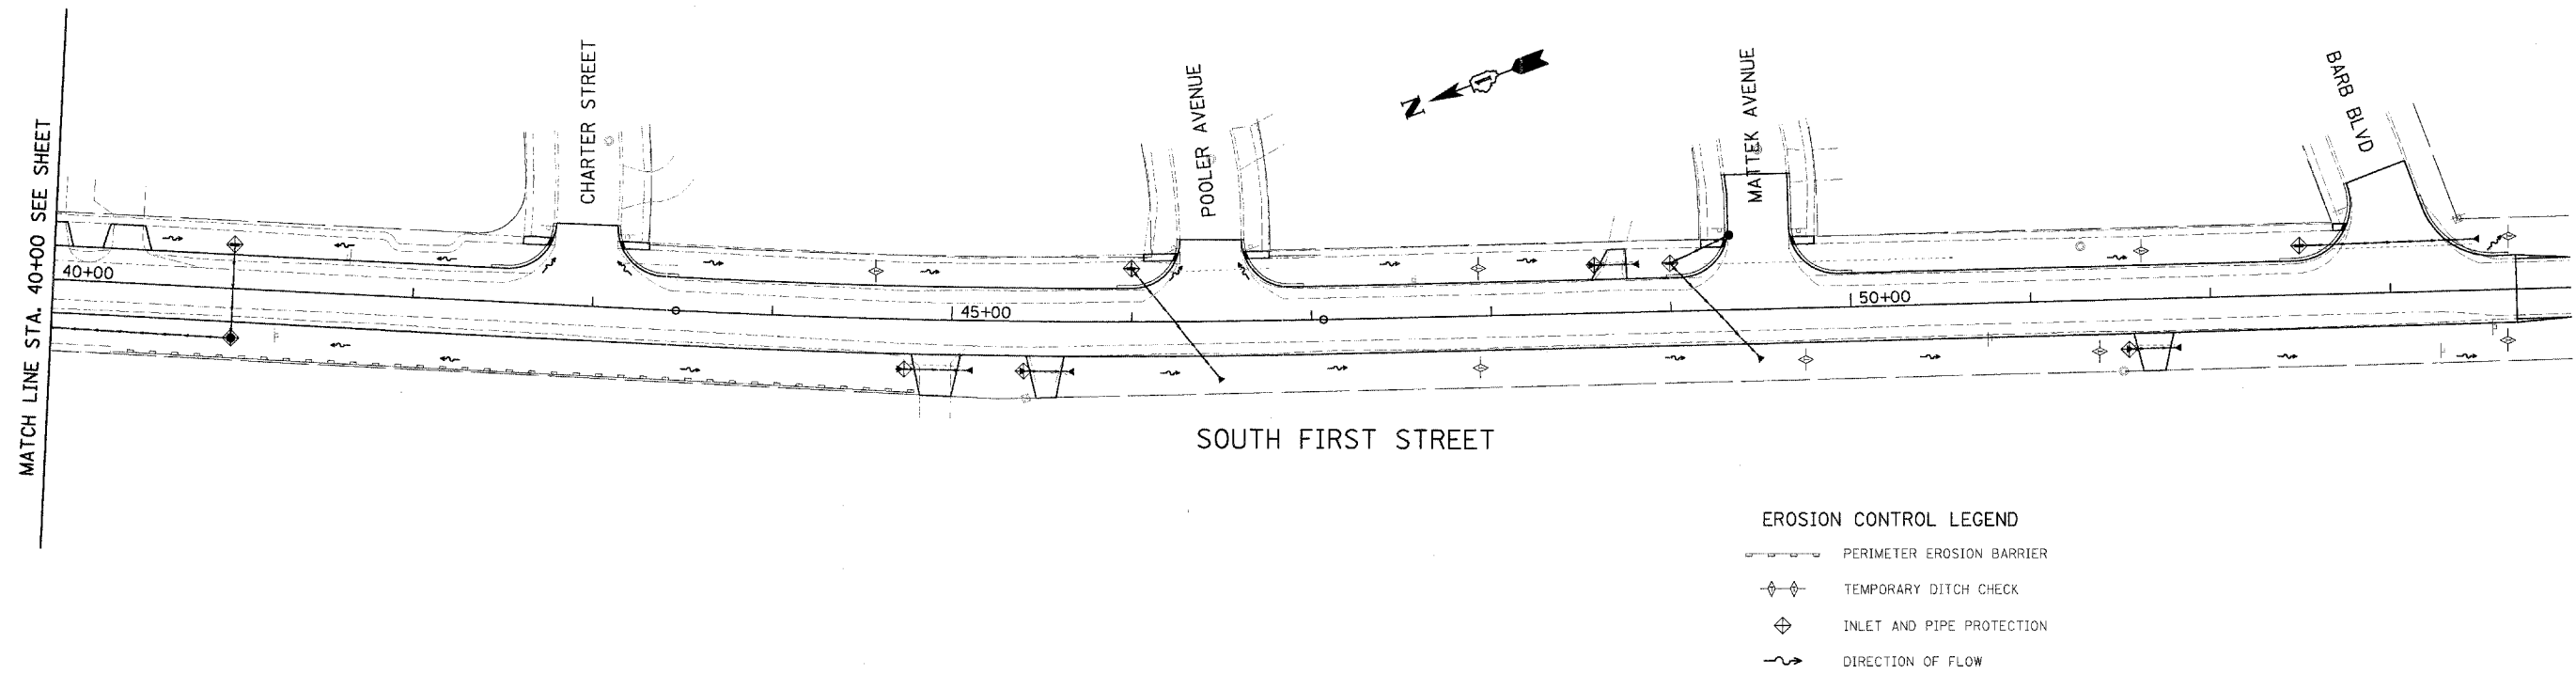 MATCH LINE STA. 40+00 SEE SHEET
CHARTER STREET
POOLER AVENUE
N
MATTEK AVENUE
BARB BLVD
40+00
45+00
50+00
SOUTH FIRST STREET
EROSION CONTROL LEGEND
PERIMETER EROSION BARRIER
TEMPORARY DITCH CHECK
INLET AND PIPE PROTECTION
DIRECTION OF FLOW